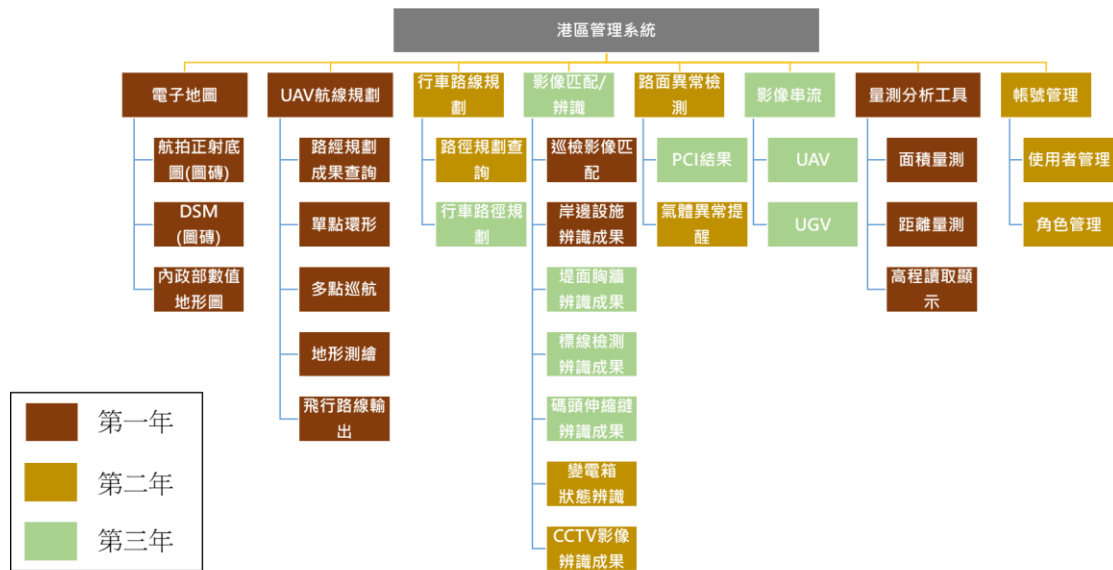 港區管理系統
電子地圖
航拍正射底
圖(圖磚)
DSM
(圖磚)
內政部數值
地形圖
UAV航線規劃
路經規劃
成果查詢
單點環形
多點巡航
地形測繪
飛行路線輸
出
行車路線規
劃
路徑規劃查
詢
行車路徑規
劃
影像匹配/
辨識
巡檢影像匹
配
岸邊設施
辨識成果
堤面胸牆
辨識成果
標線檢測
辨識成果
碼頭伸縮縫
辨識成果
變電箱
狀態辨識
CCTV影像
辨識成果
路面異常檢
測
PCI結果
氣體異常提
醒
影像串流
UAV
UGV
量測分析工具
面積量測
距離量測
高程讀取顯
示
帳號管理
使用者管理
角色管理
第一年
第二年
第三年